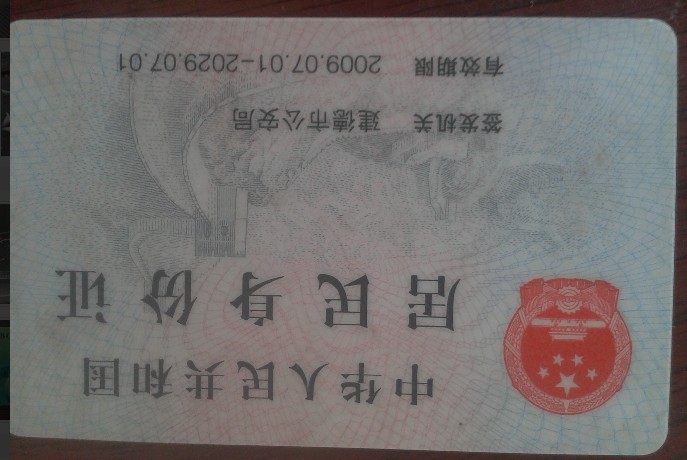 中华人民共和国
居民身份证
签发机关 建德市公安局
有效期限 2009.07.01-2029.07.01